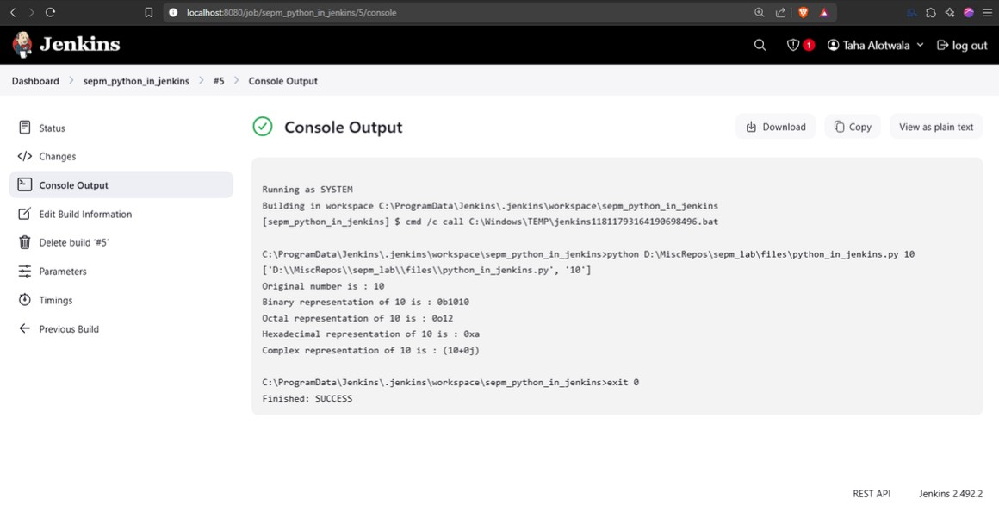 localhost:8080/job/sepm_python_in_jenkins/5/console
Jenkins
1
Taha Alotwala
log out
Dashboard > sepm_python_in_jenkins > #5 > Console Output
Status
Changes
Console Output
Edit Build Information
Delete build '#5'
Parameters
Timings
Previous Build
Console Output
Download
Copy
View as plain text
Running as SYSTEM
Building in workspace C:\ProgramData\Jenkins\.jenkins\workspace\sepm_python_in_jenkins
[sepm_python_in_jenkins] $ cmd /c call C:\Windows\TEMP\jenkins11811793164190698496.bat
C:\ProgramData\Jenkins\.jenkins\workspace\sepm_python_in_jenkins>python D:\MiscRepos\sepm_lab\files\python_in_jenkins.py 10
['D:\\MiscRepos\\sepm_lab\\files\\python_in_jenkins.py', '10']
Original number is : 10
Binary representation of 10 is : 0b1010
Octal representation of 10 is : 0o12
Hexadecimal representation of 10 is : 0xa
Complex representation of 10 is : (10+0j)
C:\ProgramData\Jenkins\.jenkins\workspace\sepm_python_in_jenkins>exit 0
Finished: SUCCESS
REST API
Jenkins 2.492.2